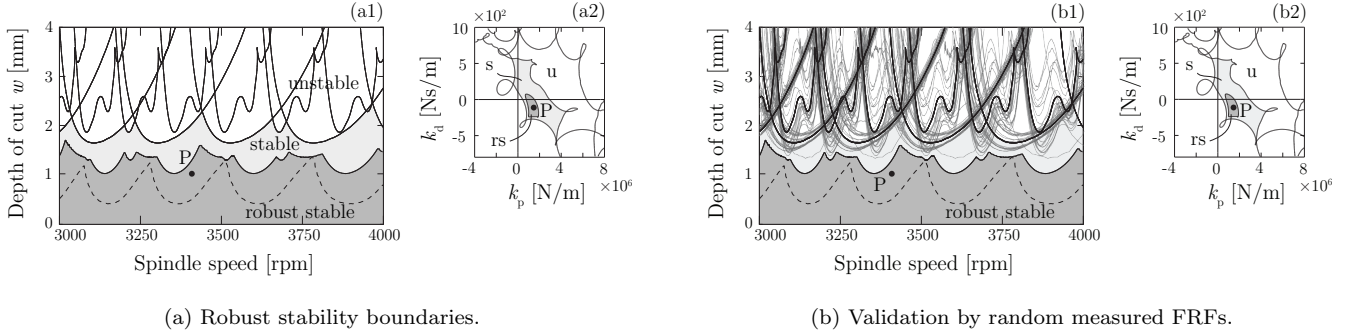 (a1)
4
3
2
1
0
Depth of cut w [mm]
unstable
stable
P
robust stable
3000 3250 3500 3750 4000
Spindle speed [rpm]
(a2)
×10²
10
5
0
-5
k_d [Ns/m]
s
u
P
rs
-4 0 4 8
×10⁶
k_p [N/m]
(a) Robust stability boundaries.
(b1)
4
3
2
1
0
Depth of cut w [mm]
P
robust stable
3000 3250 3500 3750 4000
Spindle speed [rpm]
(b2)
×10²
10
5
0
-5
k_d [Ns/m]
s
u
P
rs
-4 0 4 8
×10⁶
k_p [N/m]
(b) Validation by random measured FRFs.